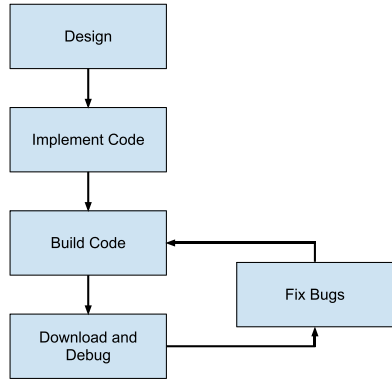 Design
Implement Code
Build Code
Fix Bugs
Download and
Debug